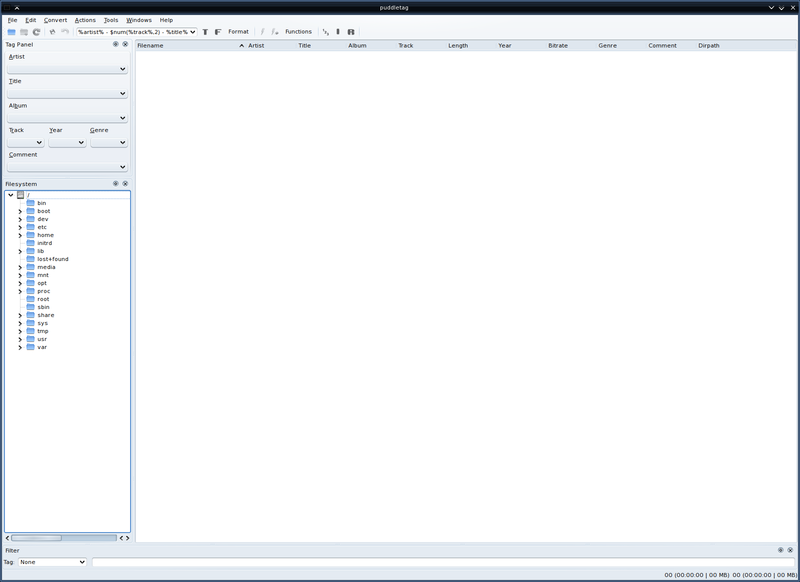 puddletag
File Edit Convert Actions Tools Windows Help
%artist% - $num(%track%,2) - %title% Format Functions
Tag Panel
Filename Artist Title Album Track Length Year Bitrate Genre Comment Dirpath
Artist
Title
Album
Track Year Genre
Comment
Filesystem
/
bin
boot
dev
etc
home
initrd
lib
lost+found
media
mnt
opt
proc
root
sbin
share
sys
tmp
usr
var
Filter
Tag: None
00 (00:00:00 | 00 MB) 00 (00:00:00 | 00 MB)